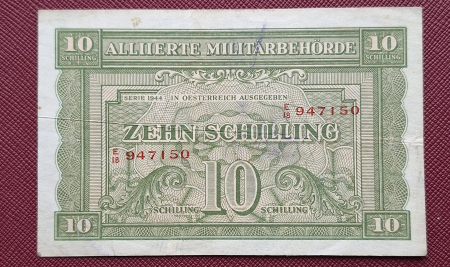 10 SCHILLING ALLIIERTE MILITÄRBEHÖRDE 10 SCHILLING
SERIE 1944 IN OESTERREICH AUSGEGEBEN
E/18 947150
ZEHN SCHILLING
E/18 947150
10
SCHILLING SCHILLING
10 10